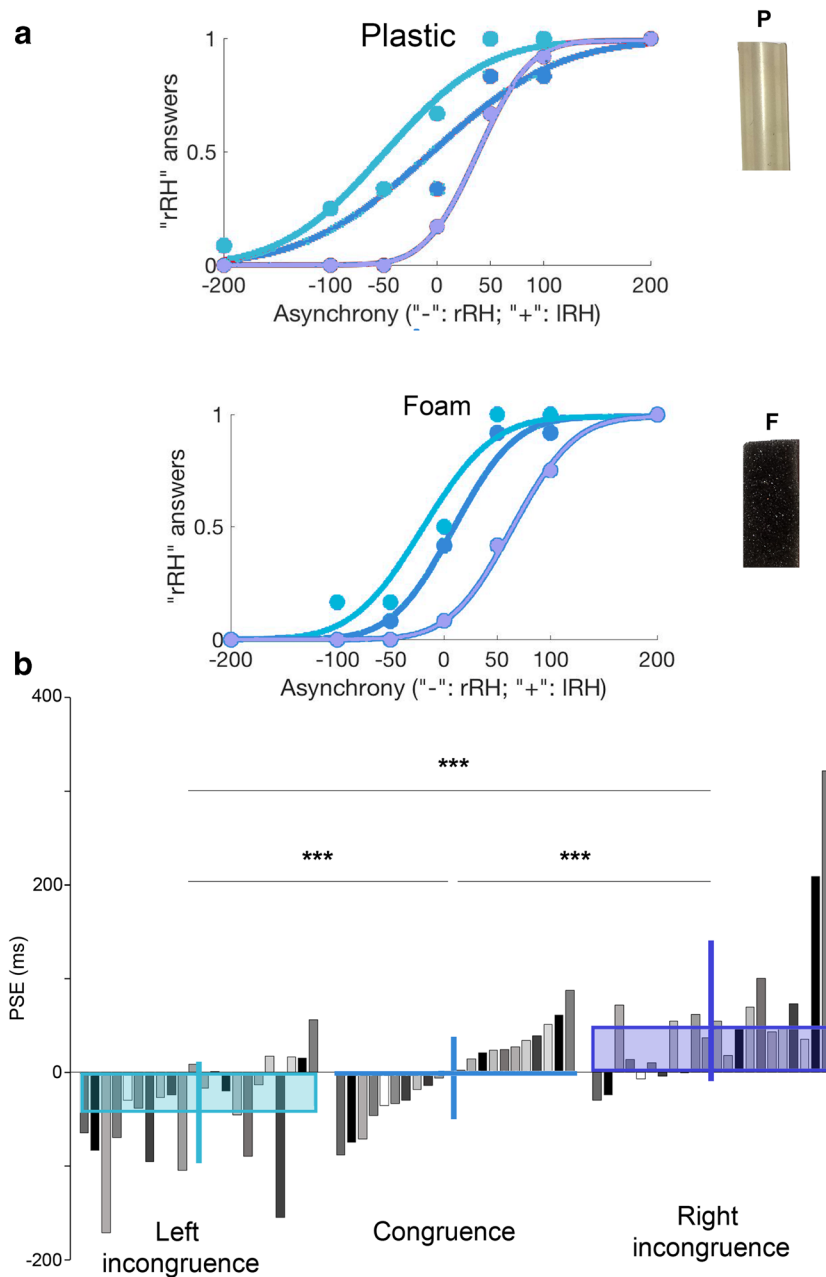 a
Plastic
P
1
0.5
0
"rRH" answers
-200 -100 -50 0 50 100 200
Asynchrony ("-": rRH; "+": lRH)
Foam
F
1
0.5
0
"rRH" answers
-200 -100 -50 0 50 100 200
Asynchrony ("-": rRH; "+": lRH)
b
400
***
*** ***
200
PSE (ms)
0
-200
Left
incongruence
Congruence
Right
incongruence